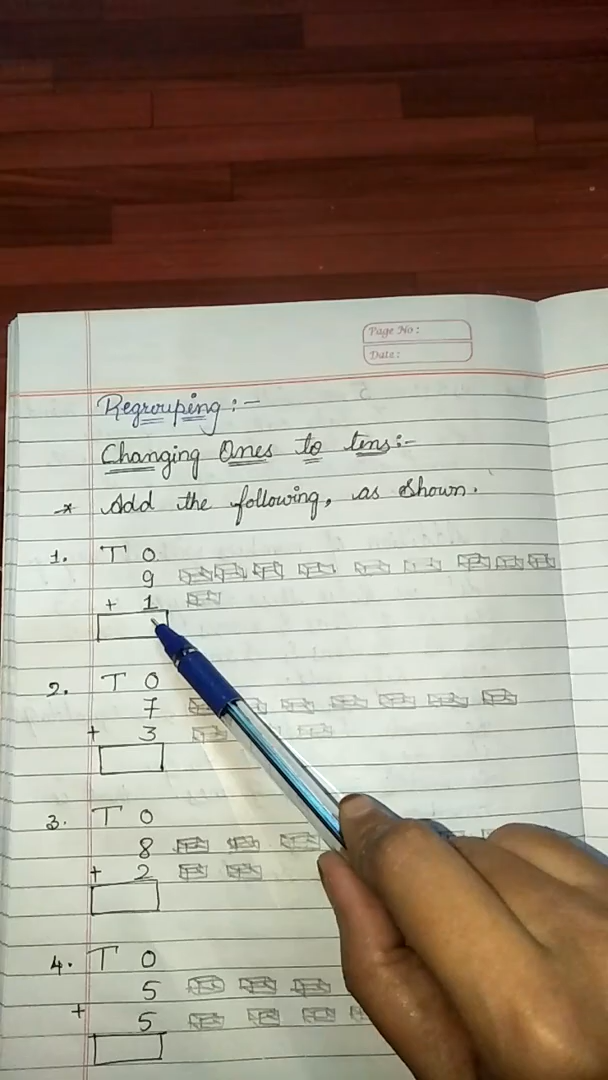 Page No :
Date :
Regrouping :-
Changing Ones to tens :-
* Add the following, as shown.
1. T O
9
+ 1
2. T O
7
+ 3
3. T O
8
+ 2
4. T O
5
+ 5